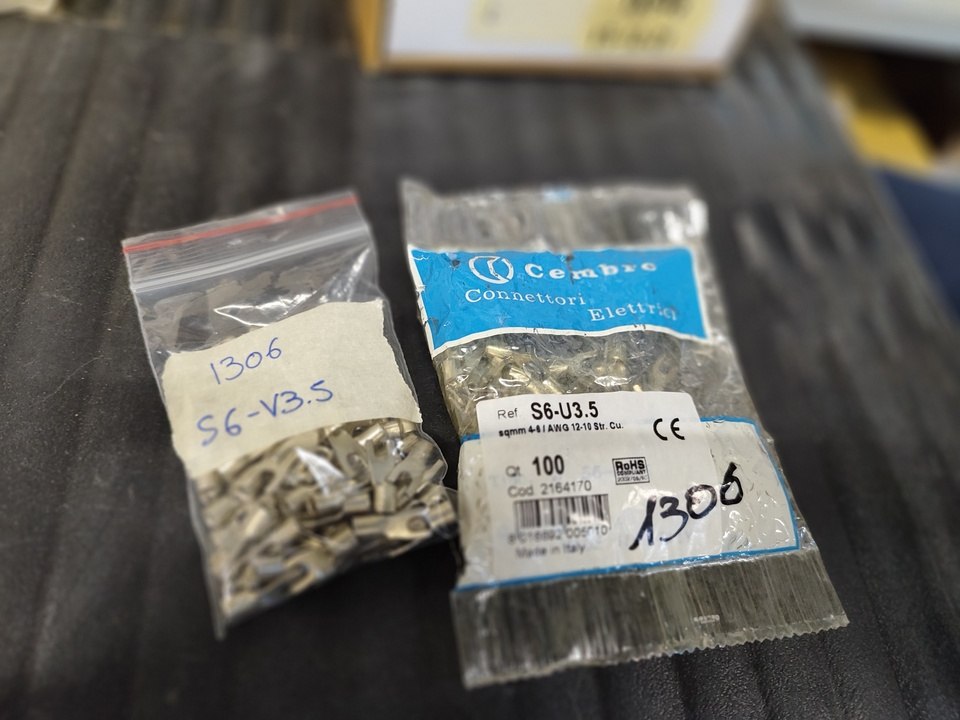 1306
S6-V3.5
Cembre
Connettori
Elettrici
Ref. S6-U3.5
sqmm 4-6 / AWG 12-10 Str. Cu.
CE
Qt. 100
RoHS
COMPLIANT
Cod. 2164170
1306
Made in Italy